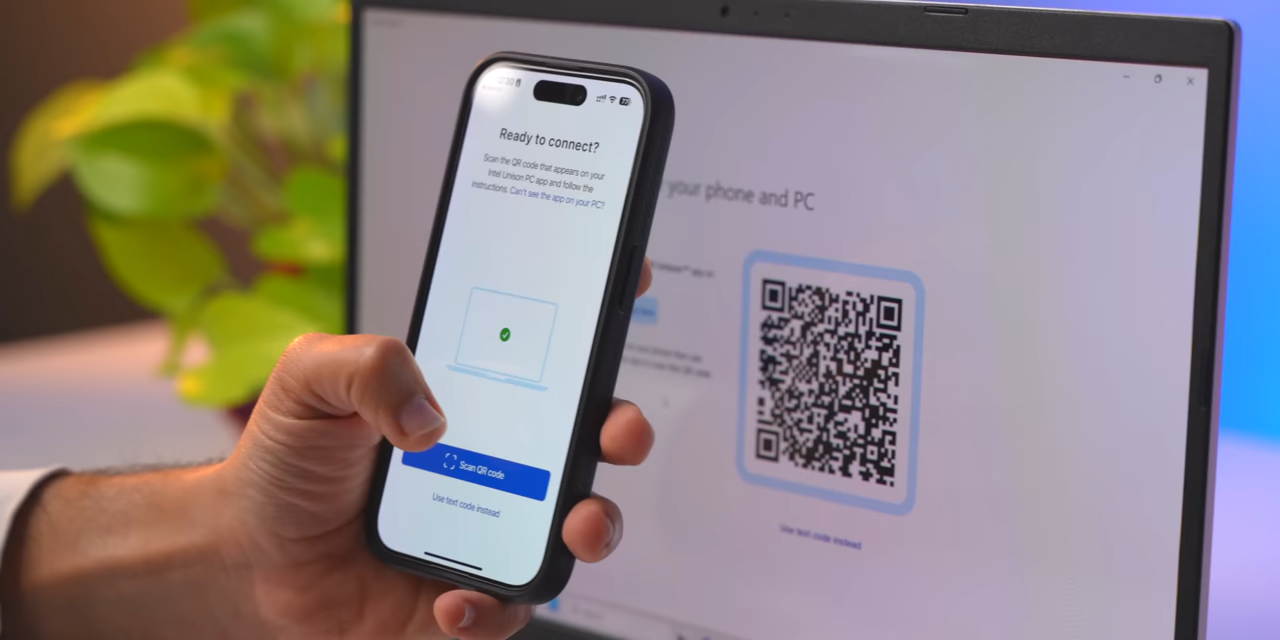 77
Ready to connect?
Scan the QR code that appears on your
Intel Unison PC app and follow the
instructions. Can't see the app on your PC?
Scan QR code
Use text code instead
your phone and PC
Use text code instead